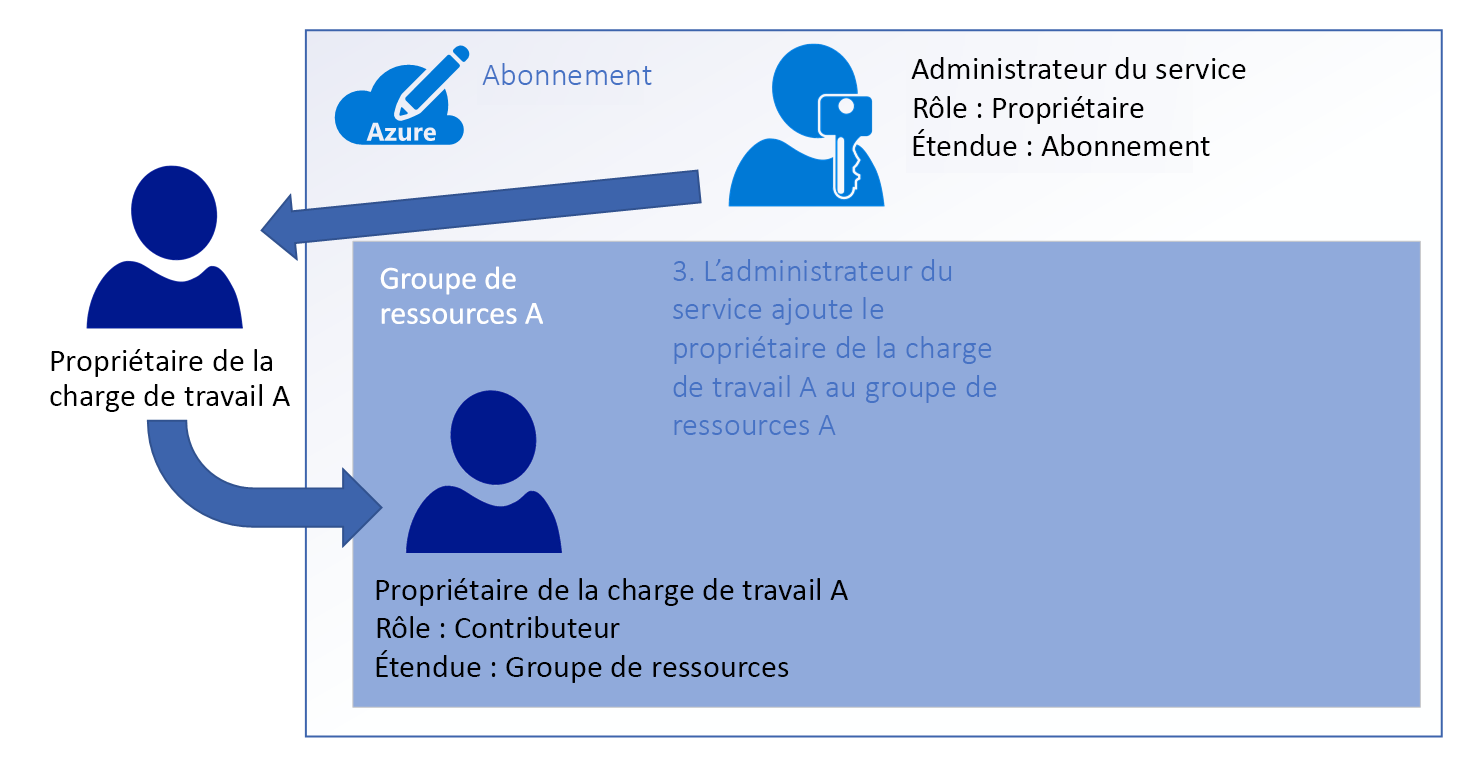 Azure
Abonnement
Administrateur du service
Rôle : Propriétaire
Étendue : Abonnement
Propriétaire de la
charge de travail A
Groupe de
ressources A
3. L’administrateur du
service ajoute le
propriétaire de la charge
de travail A au groupe de
ressources A
Propriétaire de la charge de travail A
Rôle : Contributeur
Étendue : Groupe de ressources